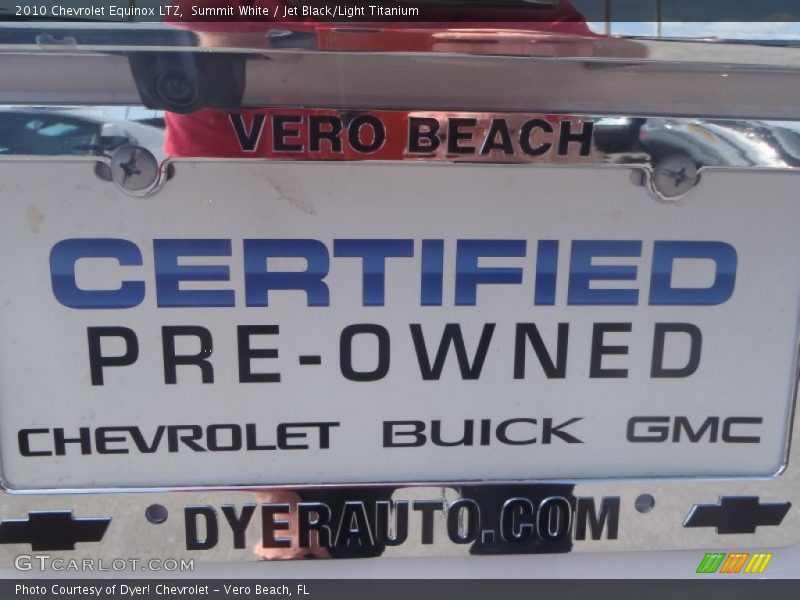 2010 Chevrolet Equinox LTZ, Summit White / Jet Black/Light Titanium
VERO BEACH
CERTIFIED
PRE-OWNED
CHEVROLET BUICK GMC
DYERAUTO.COM
GTCARLOT.COM
Photo Courtesy of Dyer! Chevrolet - Vero Beach, FL